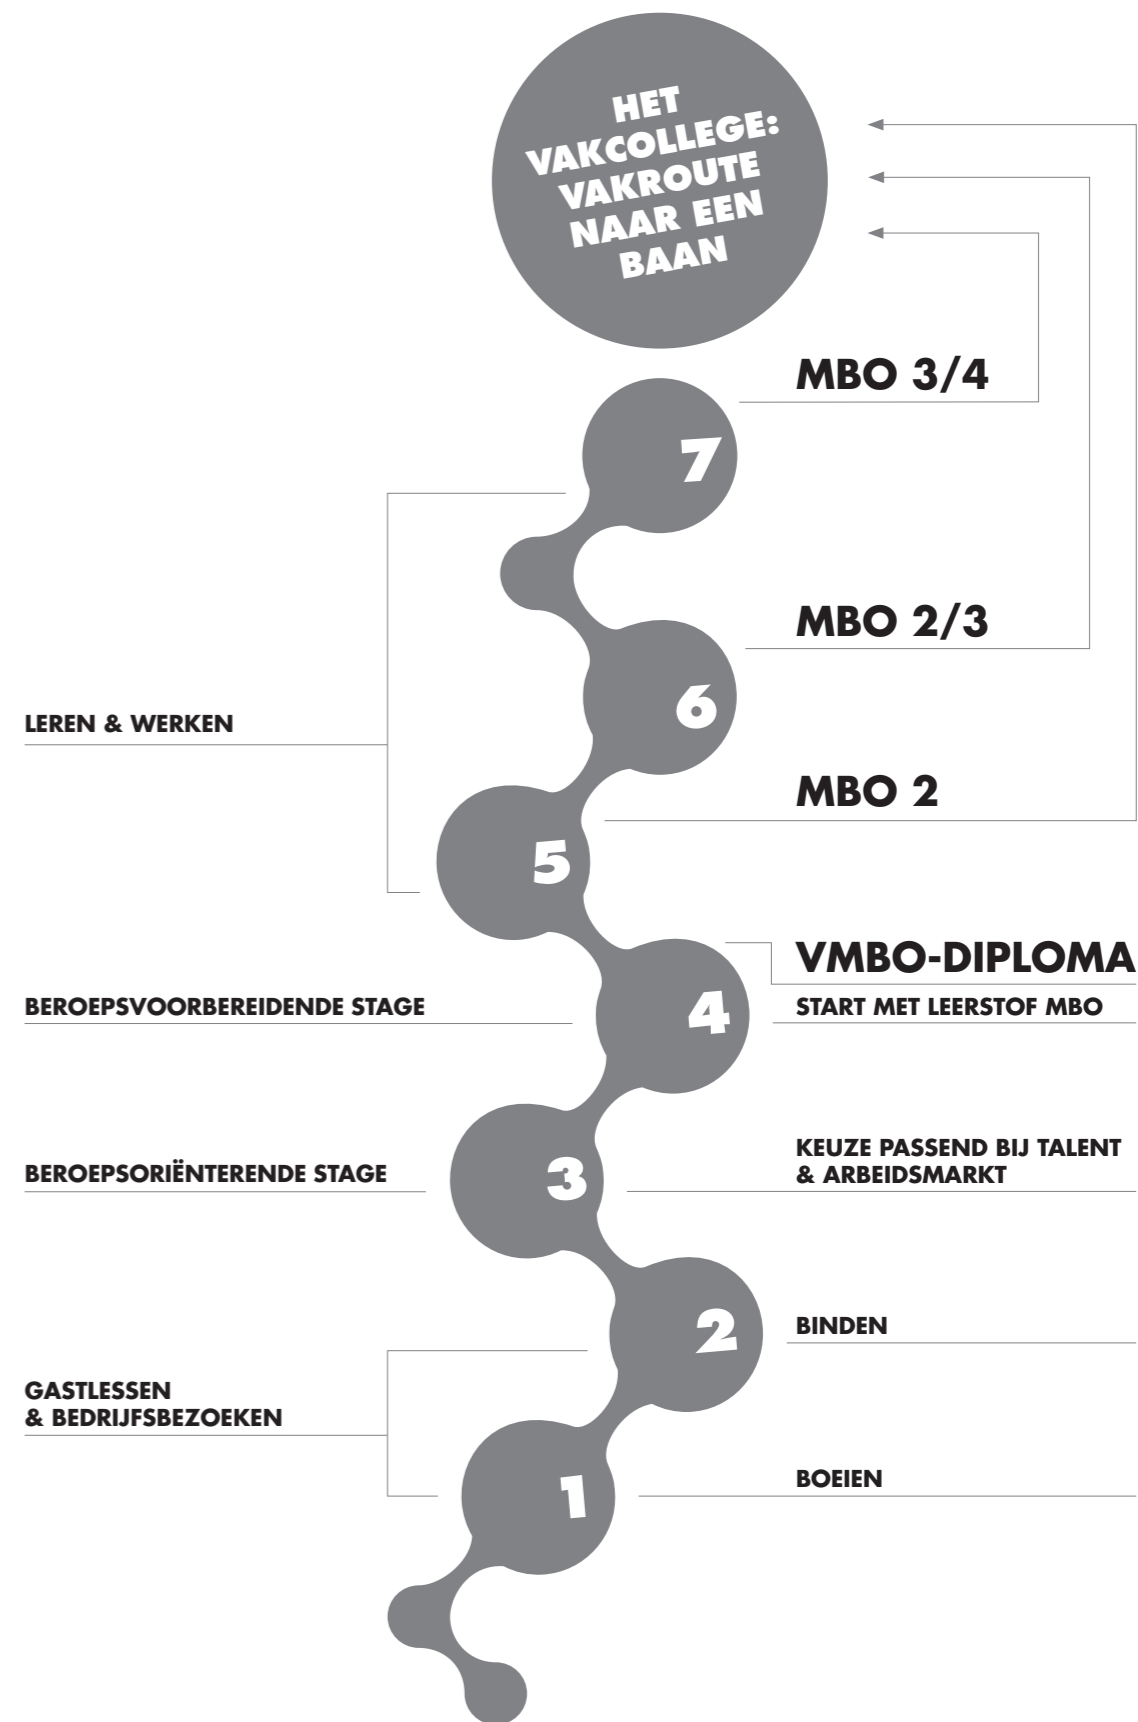 HET
VAKCOLLEGE:
VAKROUTE
NAAR EEN
BAAN
MBO 3/4
7
MBO 2/3
6
LEREN & WERKEN
MBO 2
5
VMBO-DIPLOMA
BEROEPSVOORBEREIDENDE STAGE
4
START MET LEERSTOF MBO
BEROEPSORIËNTERENDE STAGE
3
KEUZE PASSEND BIJ TALENT
& ARBEIDSMARKT
2
BINDEN
GASTLESSEN
& BEDRIJFSBEZOEKEN
1
BOEIEN